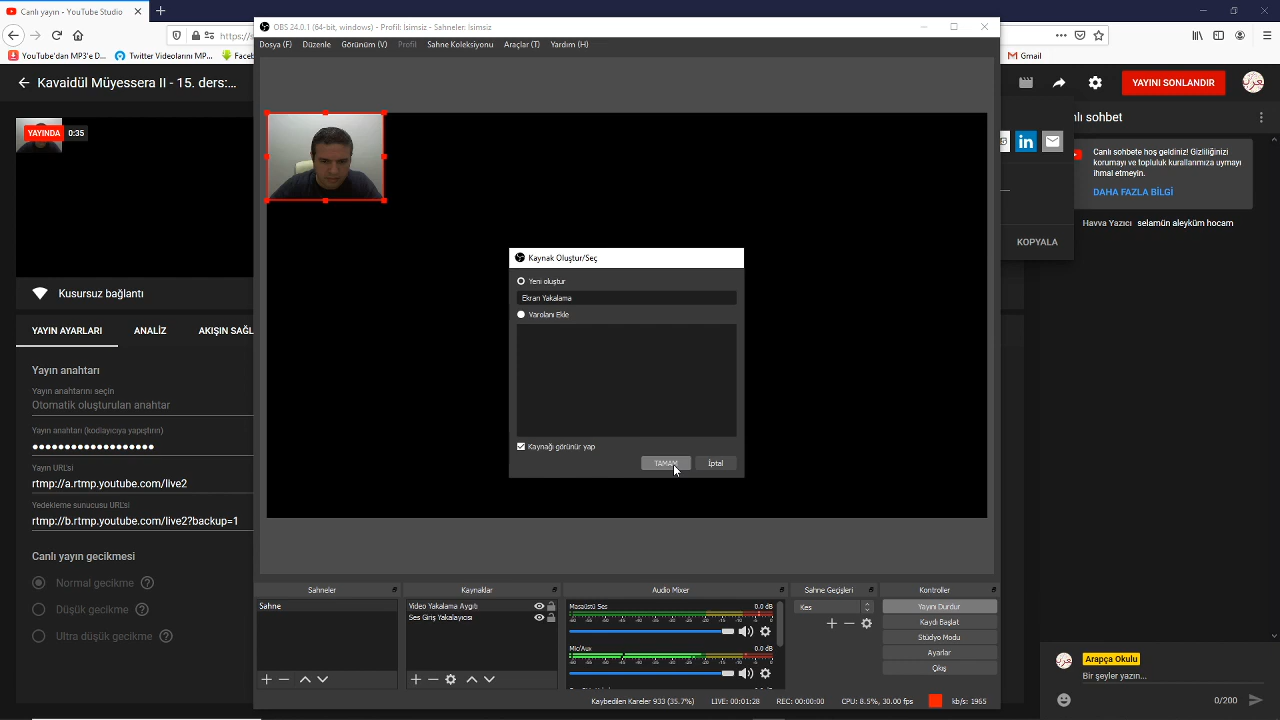 Canlı yayın - YouTube Studio
OBS 24.0.1 (64-bit, windows) - Profil: İsimsiz - Sahneler: İsimsiz
Dosya (F) Düzenle Görünüm (V) Profil Sahne Koleksiyonu Araçlar (T) Yardım (H)
YouTube'dan MP3'e D...
Twitter Videolarını MP...
Gmail
Kavaidül Müyessera II - 15. ders:...
YAYINI SONLANDIR
YAYINDA 0:35
Canlı sohbete hoş geldiniz! Gizliliğinizi
korumayı ve topluluk kurallarımıza uymayı
ihmal etmeyin.
DAHA FAZLA BİLGİ
Havva Yazıcı selamün aleyküm hocam
KOPYALA
Kusursuz bağlantı
YAYIN AYARLARI ANALİZ AKIŞIN SAĞL
Yayın anahtarı
Yayın anahtarını seçin
Otomatik oluşturulan anahtar
Yayın anahtarı (kodlayıcıya yapıştırın)
••••••••••••••••••
Yayın URL'si
rtmp://a.rtmp.youtube.com/live2
Yedekleme sunucusu URL'si
rtmp://b.rtmp.youtube.com/live2?backup=1
Canlı yayın gecikmesi
Normal gecikme
Düşük gecikme
Ultra düşük gecikme
Kaynak Oluştur/Seç
Yeni oluştur
Ekran Yakalama
Varolanı Ekle
Kaynağı görünür yap
TAMAM İptal
Sahneler
Sahne
Kaynaklar
Video Yakalama Aygıtı
Ses Giriş Yakalayıcısı
Audio Mixer
Masaüstü Ses 0.0 dB
Mic/Aux 0.0 dB
Sahne Geçişleri
Kes
Kontroller
Yayını Durdur
Kaydı Başlat
Stüdyo Modu
Ayarlar
Çıkış
Kaybedilen Kareler 933 (35.7%) LIVE: 00:01:28 REC: 00:00:00 CPU: 8.5%, 30.00 fps kb/s: 1965
Arapça Okulu
Bir şeyler yazın...
0/200